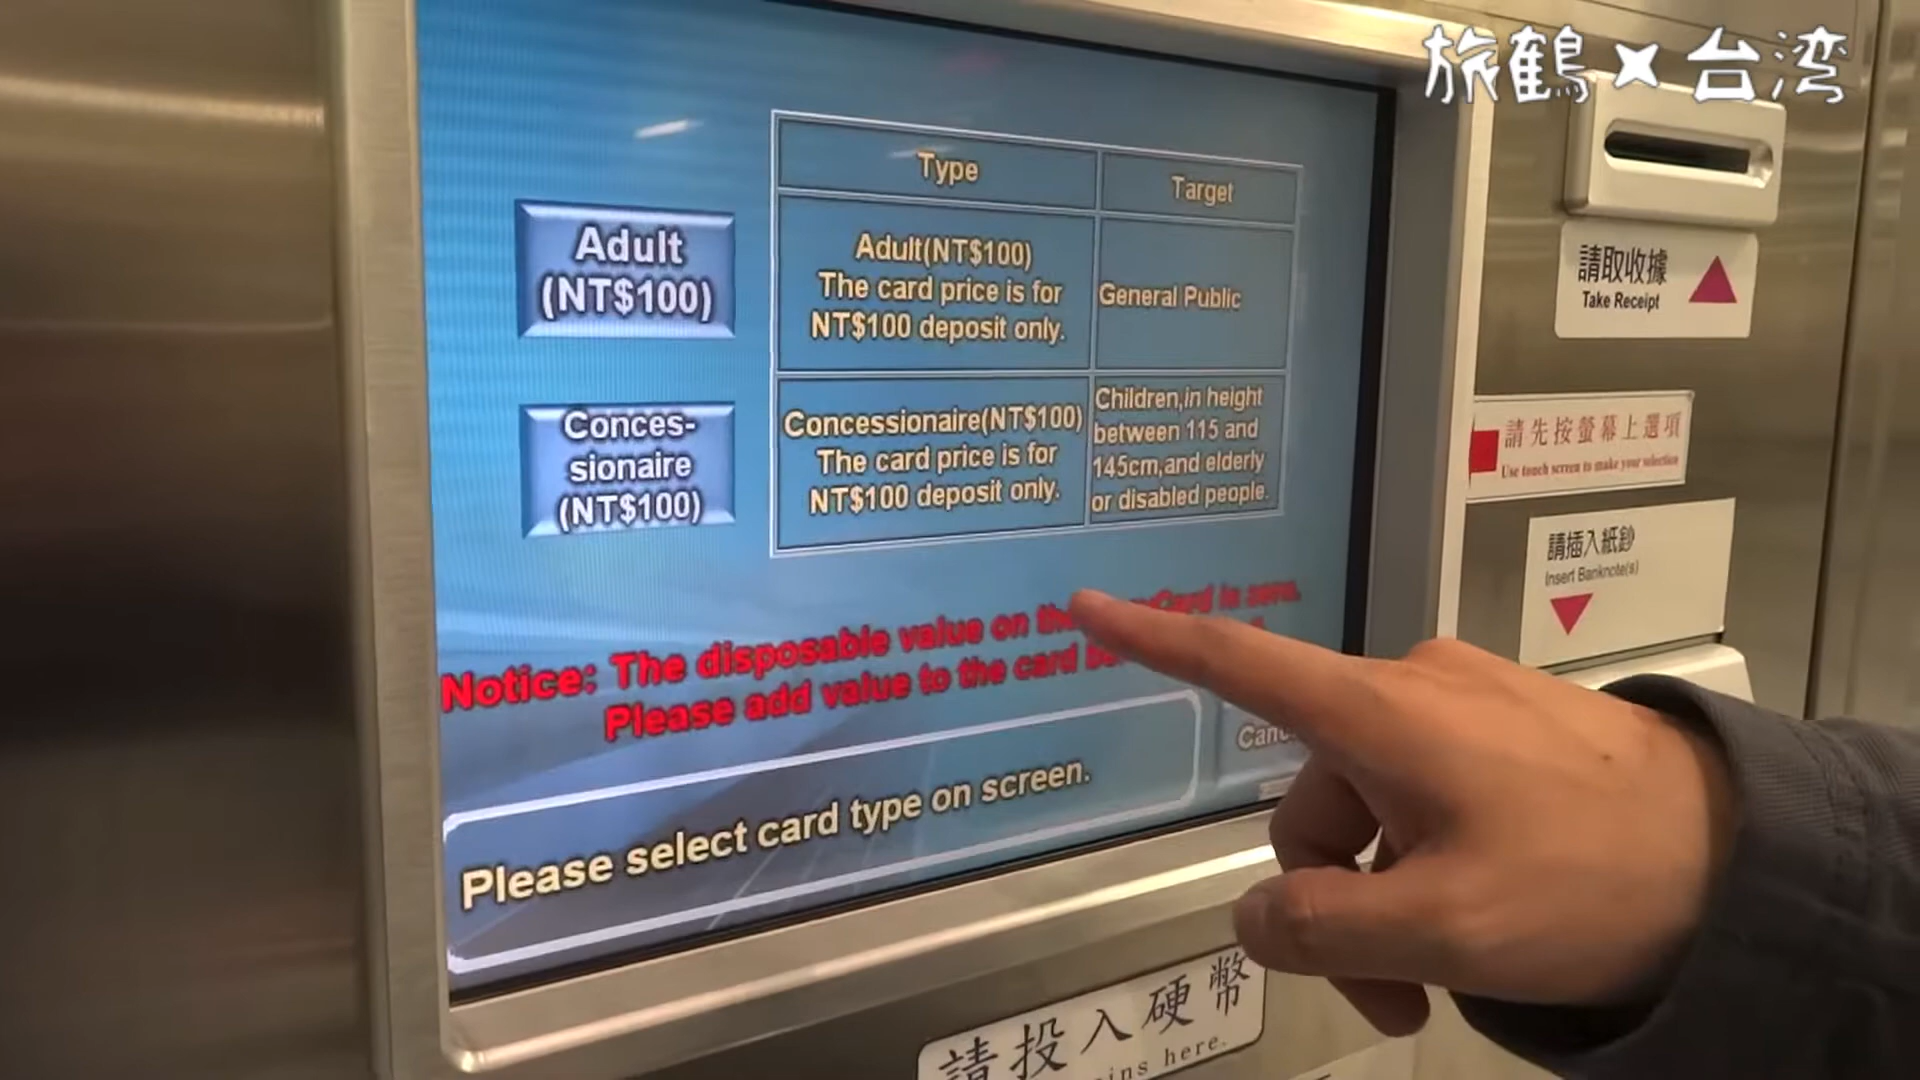 旅鶴×台湾
Type
Target
Adult
(NT$100)
Adult(NT$100)
The card price is for
NT$100 deposit only.
General Public
Conces-
sionaire
(NT$100)
Concessionaire(NT$100)
The card price is for
NT$100 deposit only.
Children,in height
between 115 and
145cm,and elderly
or disabled people.
Notice: The disposable value on the Card is zero.
Please add value to the card
Please select card type on screen.
請取收據
Take Receipt
請先按螢幕上選項
Use touch screen to make your selection
請插入紙鈔
Insert Banknote(s)
請投入硬幣
here.